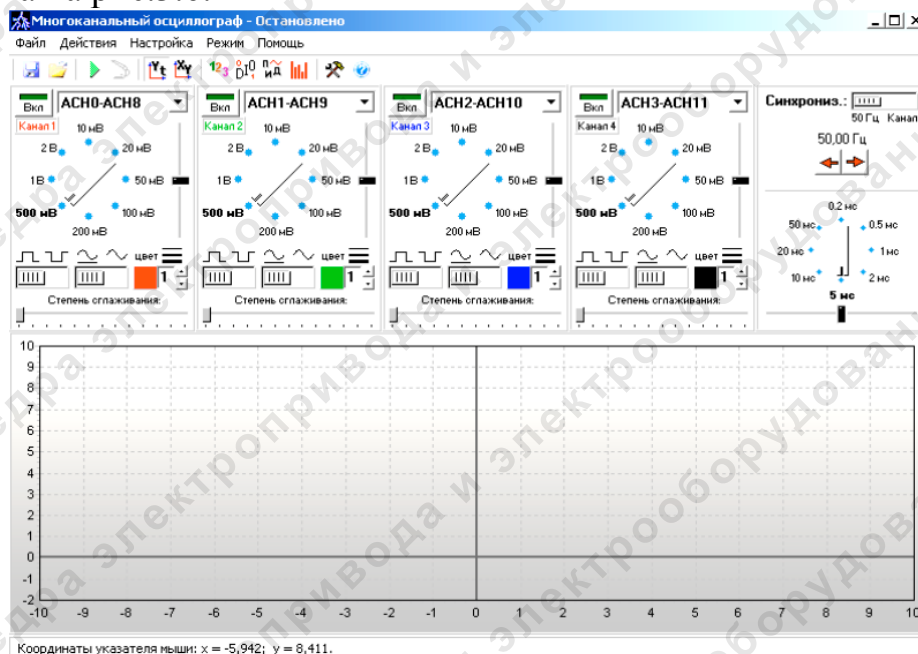 Многоканальный осциллограф - Остановлено
Файл Действия Настройка Режим Помощь
Вкл ACH0-ACH8
Канал 1
10 мВ
2 В 20 мВ
1 В 50 мВ
500 мВ 100 мВ
200 мВ
цвет
1
Степень сглаживания:
Вкл ACH1-ACH9
Канал 2
10 мВ
2 В 20 мВ
1 В 50 мВ
500 мВ 100 мВ
200 мВ
цвет
1
Степень сглаживания:
Вкл ACH2-ACH10
Канал 3
10 мВ
2 В 20 мВ
1 В 50 мВ
500 мВ 100 мВ
200 мВ
цвет
1
Степень сглаживания:
Вкл ACH3-ACH11
Канал 4
10 мВ
2 В 20 мВ
1 В 50 мВ
500 мВ 100 мВ
200 мВ
цвет
1
Степень сглаживания:
Синхрониз.:
50 Гц Канал
50,00 Гц
0.2 мс
50 мс 0.5 мс
20 мс 1 мс
10 мс 2 мс
5 мс
10
9
8
7
6
5
4
3
2
1
0
-1
-2
-10 -9 -8 -7 -6 -5 -4 -3 -2 -1 0 1 2 3 4 5 6 7 8 9 10
Координаты указателя мыши: x = -5,942; y = 8,411.